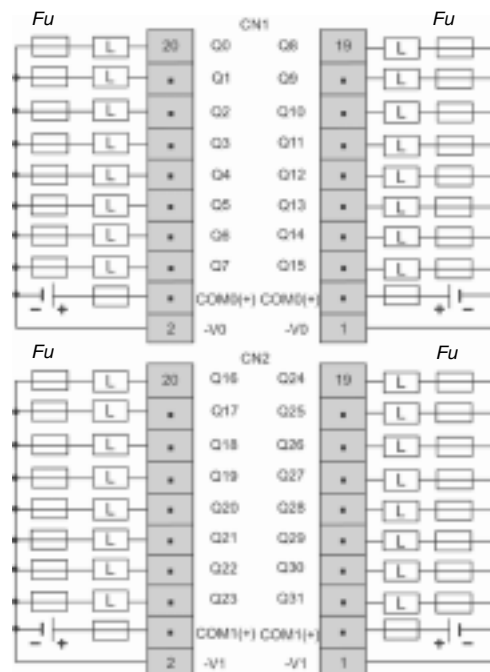 Fu CN1 Fu
L 20 Q0 Q8 19 L
L Q1 Q9 L
L Q2 Q10 L
L Q3 Q11 L
L Q4 Q12 L
L Q5 Q13 L
L Q6 Q14 L
L Q7 Q15 L
- + COM0(+) COM0(+) + -
2 -V0 -V0 1
Fu CN2 Fu
L 20 Q16 Q24 19 L
L Q17 Q25 L
L Q18 Q26 L
L Q19 Q27 L
L Q20 Q28 L
L Q21 Q29 L
L Q22 Q30 L
L Q23 Q31 L
- + COM1(+) COM1(+) + -
2 -V1 -V1 1